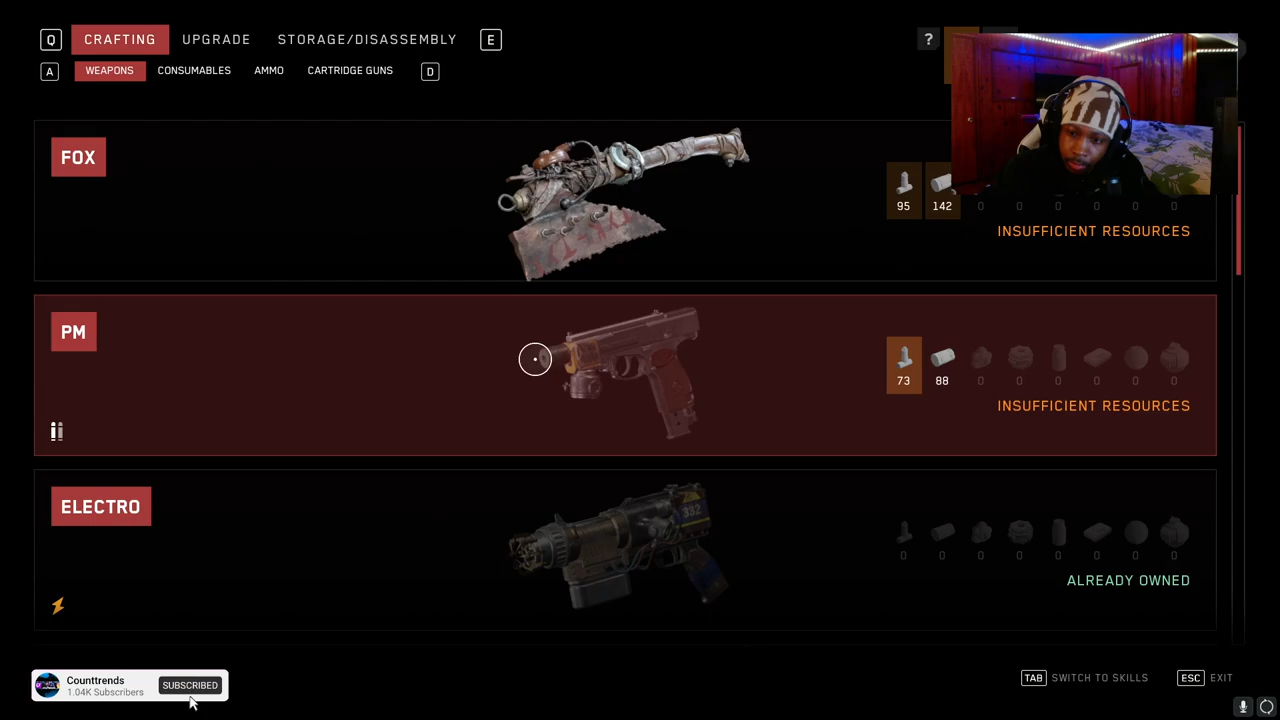 Q CRAFTING UPGRADE STORAGE/DISASSEMBLY E ?
A WEAPONS CONSUMABLES AMMO CARTRIDGE GUNS D
FOX
95 142 0 0 0 0 0 0
INSUFFICIENT RESOURCES
PM
73 88 0 0 0 0 0 0
INSUFFICIENT RESOURCES
ELECTRO
332
0 0 0 0 0 0 0 0
ALREADY OWNED
Counttrends
1.04K Subscribers
SUBSCRIBED
TAB SWITCH TO SKILLS ESC EXIT